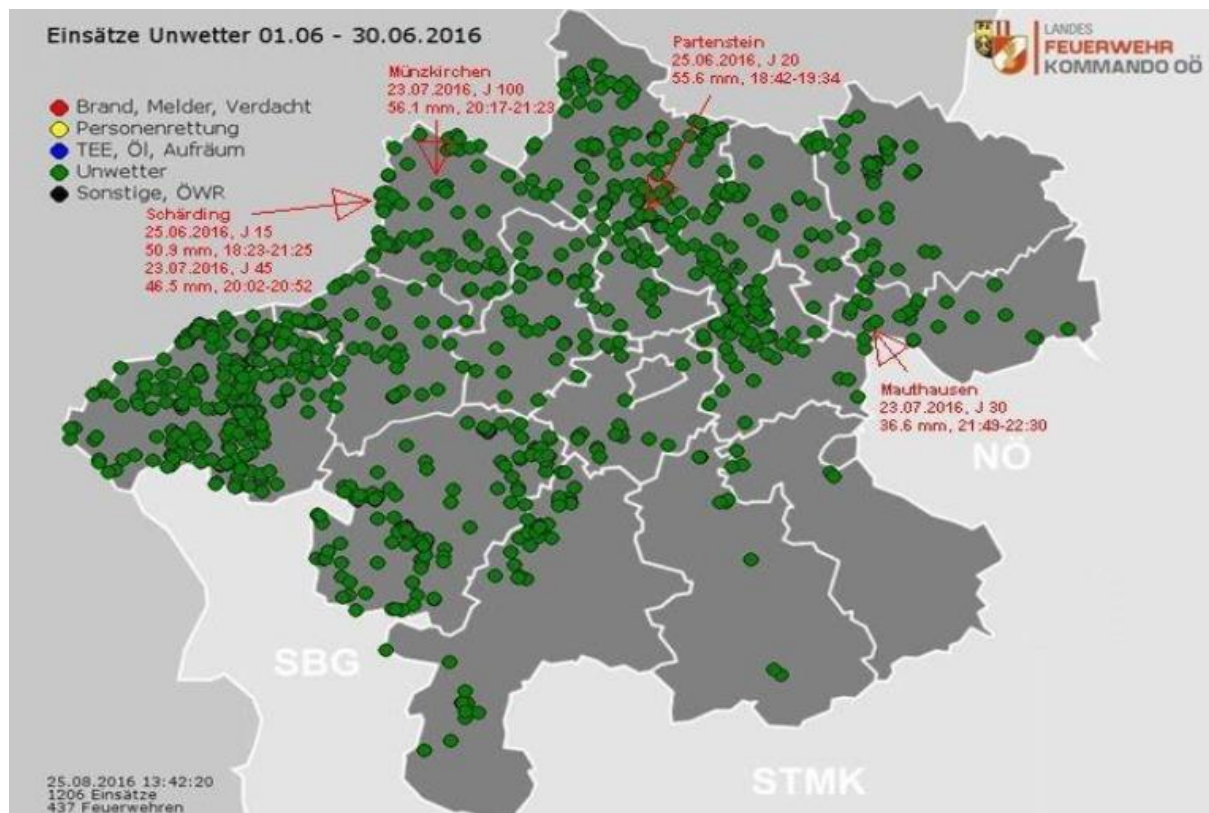 Einsätze Unwetter 01.06 - 30.06.2016
LANDES
FEUERWEHR
KOMMANDO OÖ
Brand, Melder, Verdacht
Personenrettung
TEE, Öl, Aufräum
Unwetter
Sonstige, ÖWR
Münzkirchen
23.07.2016, J 100
56.1 mm, 20:17-21:23
Partenstein
25.06.2016, J 20
55.6 mm, 18:42-19:34
Schärding
25.06.2016, J 15
50.9 mm, 18:23-21:25
23.07.2016, J 45
46.5 mm, 20:02-20:52
Mauthausen
23.07.2016, J 30
36.6 mm, 21:49-22:30
NÖ
SBG
STMK
25.08.2016 13:42:20
1206 Einsätze
437 Feuerwehren